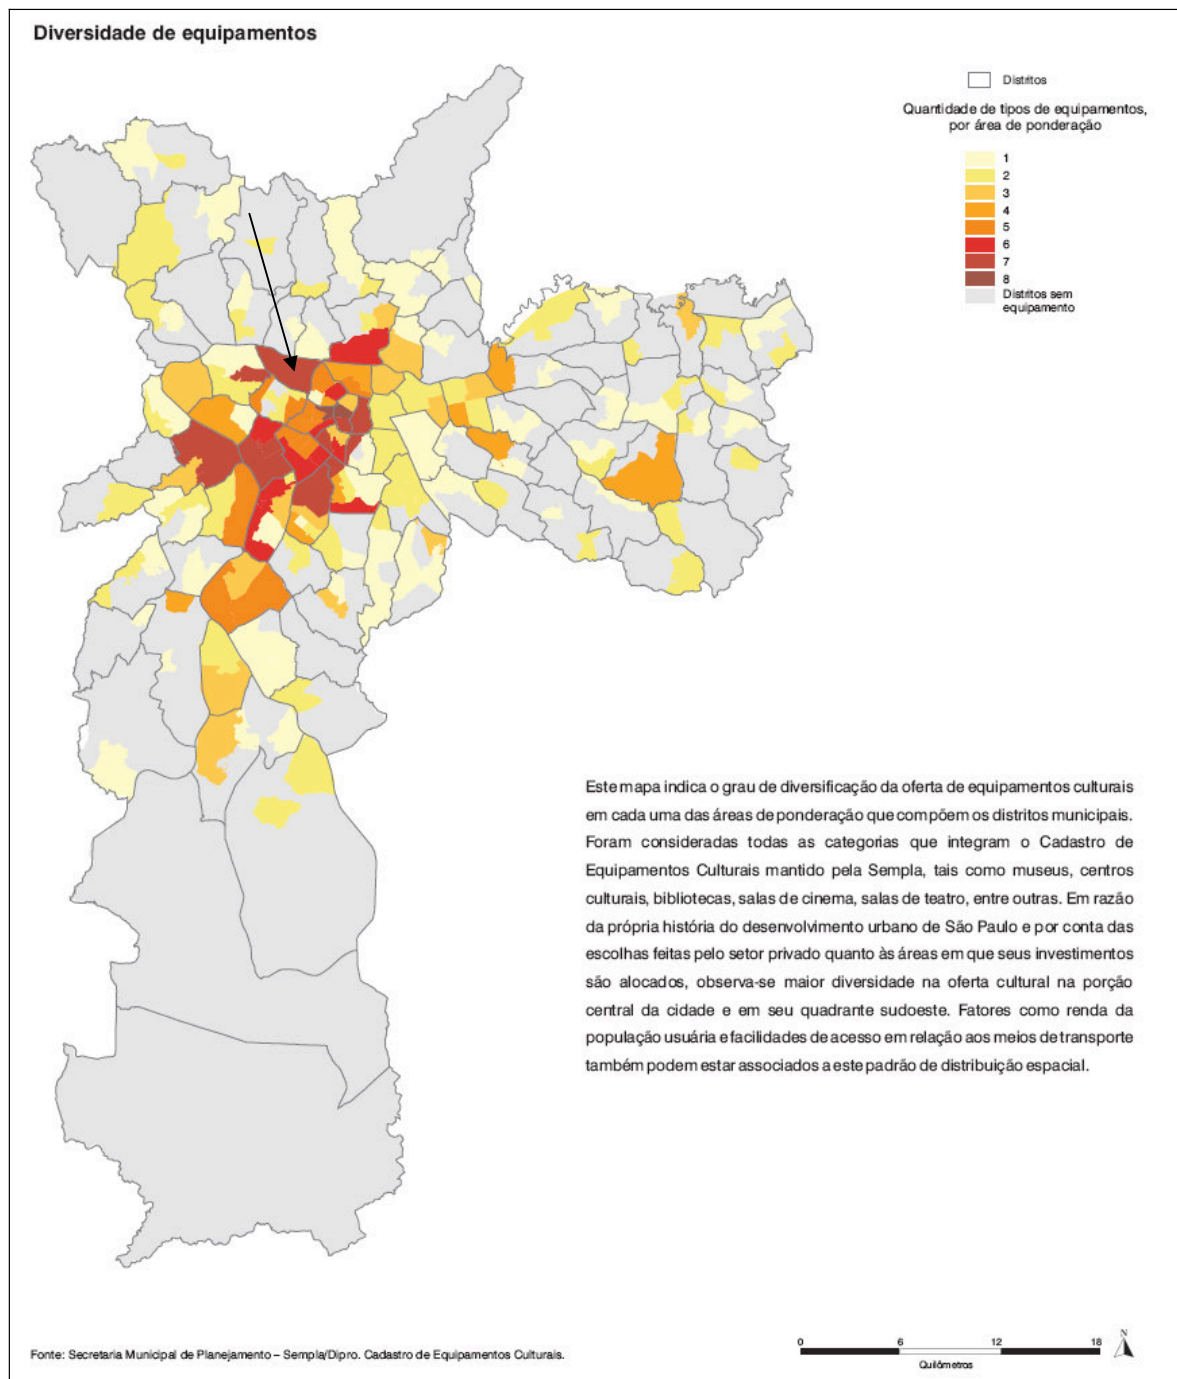 Diversidade de equipamentos
Distritos
Quantidade de tipos de equipamentos,
por área de ponderação
1
2
3
4
5
6
7
8
Distritos sem
equipamento
Este mapa indica o grau de diversificação da oferta de equipamentos culturais
em cada uma das áreas de ponderação que compõem os distritos municipais.
Foram consideradas todas as categorias que integram o Cadastro de
Equipamentos Culturais mantido pela Sempla, tais como museus, centros
culturais, bibliotecas, salas de cinema, salas de teatro, entre outras. Em razão
da própria história do desenvolvimento urbano de São Paulo e por conta das
escolhas feitas pelo setor privado quanto às áreas em que seus investimentos
são alocados, observa-se maior diversidade na oferta cultural na porção
central da cidade e em seu quadrante sudoeste. Fatores como renda da
população usuária e facilidades de acesso em relação aos meios de transporte
também podem estar associados a este padrão de distribuição espacial.
Fonte: Secretaria Municipal de Planejamento – Sempla/Dipro. Cadastro de Equipamentos Culturais.
0 6 12 18
Quilômetros
N